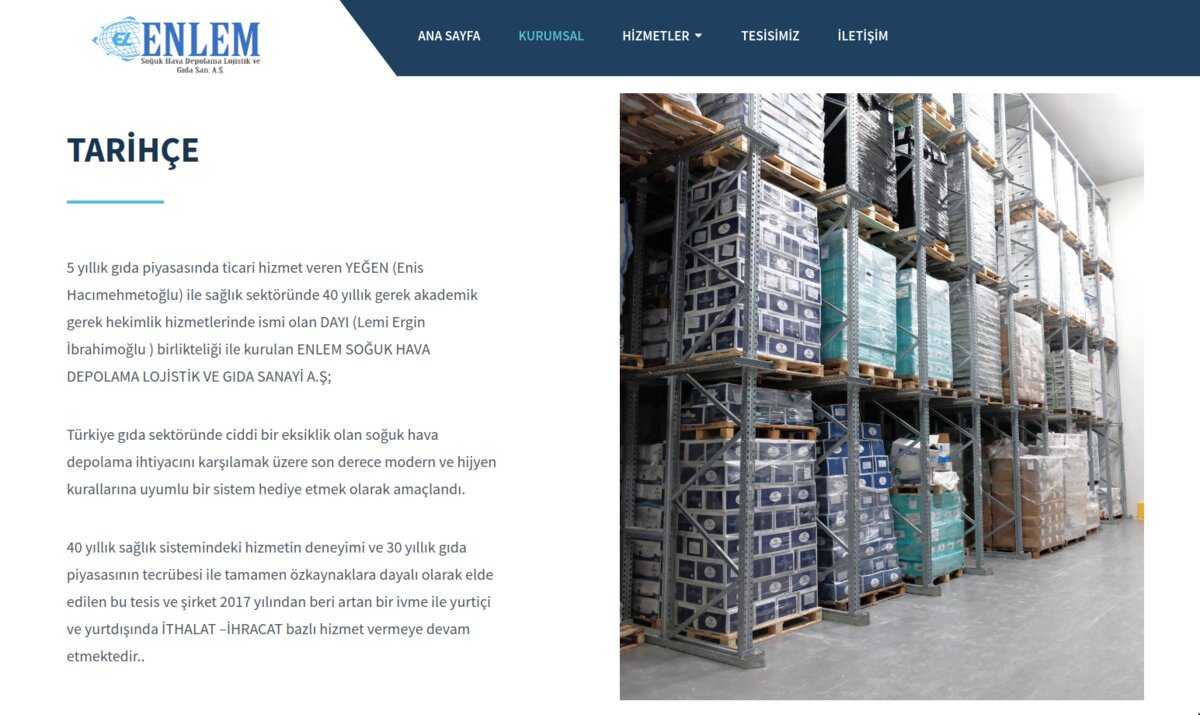 ENLEM
Soğuk Hava Depolama Lojistik ve
Gıda San. A.Ş.
ANA SAYFA
KURUMSAL
HİZMETLER
TESİSİMİZ
İLETİŞİM
TARİHÇE
5 yıllık gıda piyasasında ticari hizmet veren YEĞEN (Enis
Hacımehmetoğlu) ile sağlık sektöründe 40 yıllık gerek akademik
gerek hekimlik hizmetlerinde ismi olan DAYI (Lemi Ergin
İbrahimoğlu ) birlikteliği ile kurulan ENLEM SOĞUK HAVA
DEPOLAMA LOJİSTİK VE GIDA SANAYİ A.Ş;
Türkiye gıda sektöründe ciddi bir eksiklik olan soğuk hava
depolama ihtiyacını karşılamak üzere son derece modern ve hijyen
kurallarına uyumlu bir sistem hediye etmek olarak amaçlandı.
40 yıllık sağlık sistemindeki hizmetin deneyimi ve 30 yıllık gıda
piyasasının tecrübesi ile tamamen özkaynaklara dayalı olarak elde
edilen bu tesis ve şirket 2017 yılından beri artan bir ivme ile yurtiçi
ve yurtdışında İTHALAT –İHRACAT bazlı hizmet vermeye devam
etmektedir..